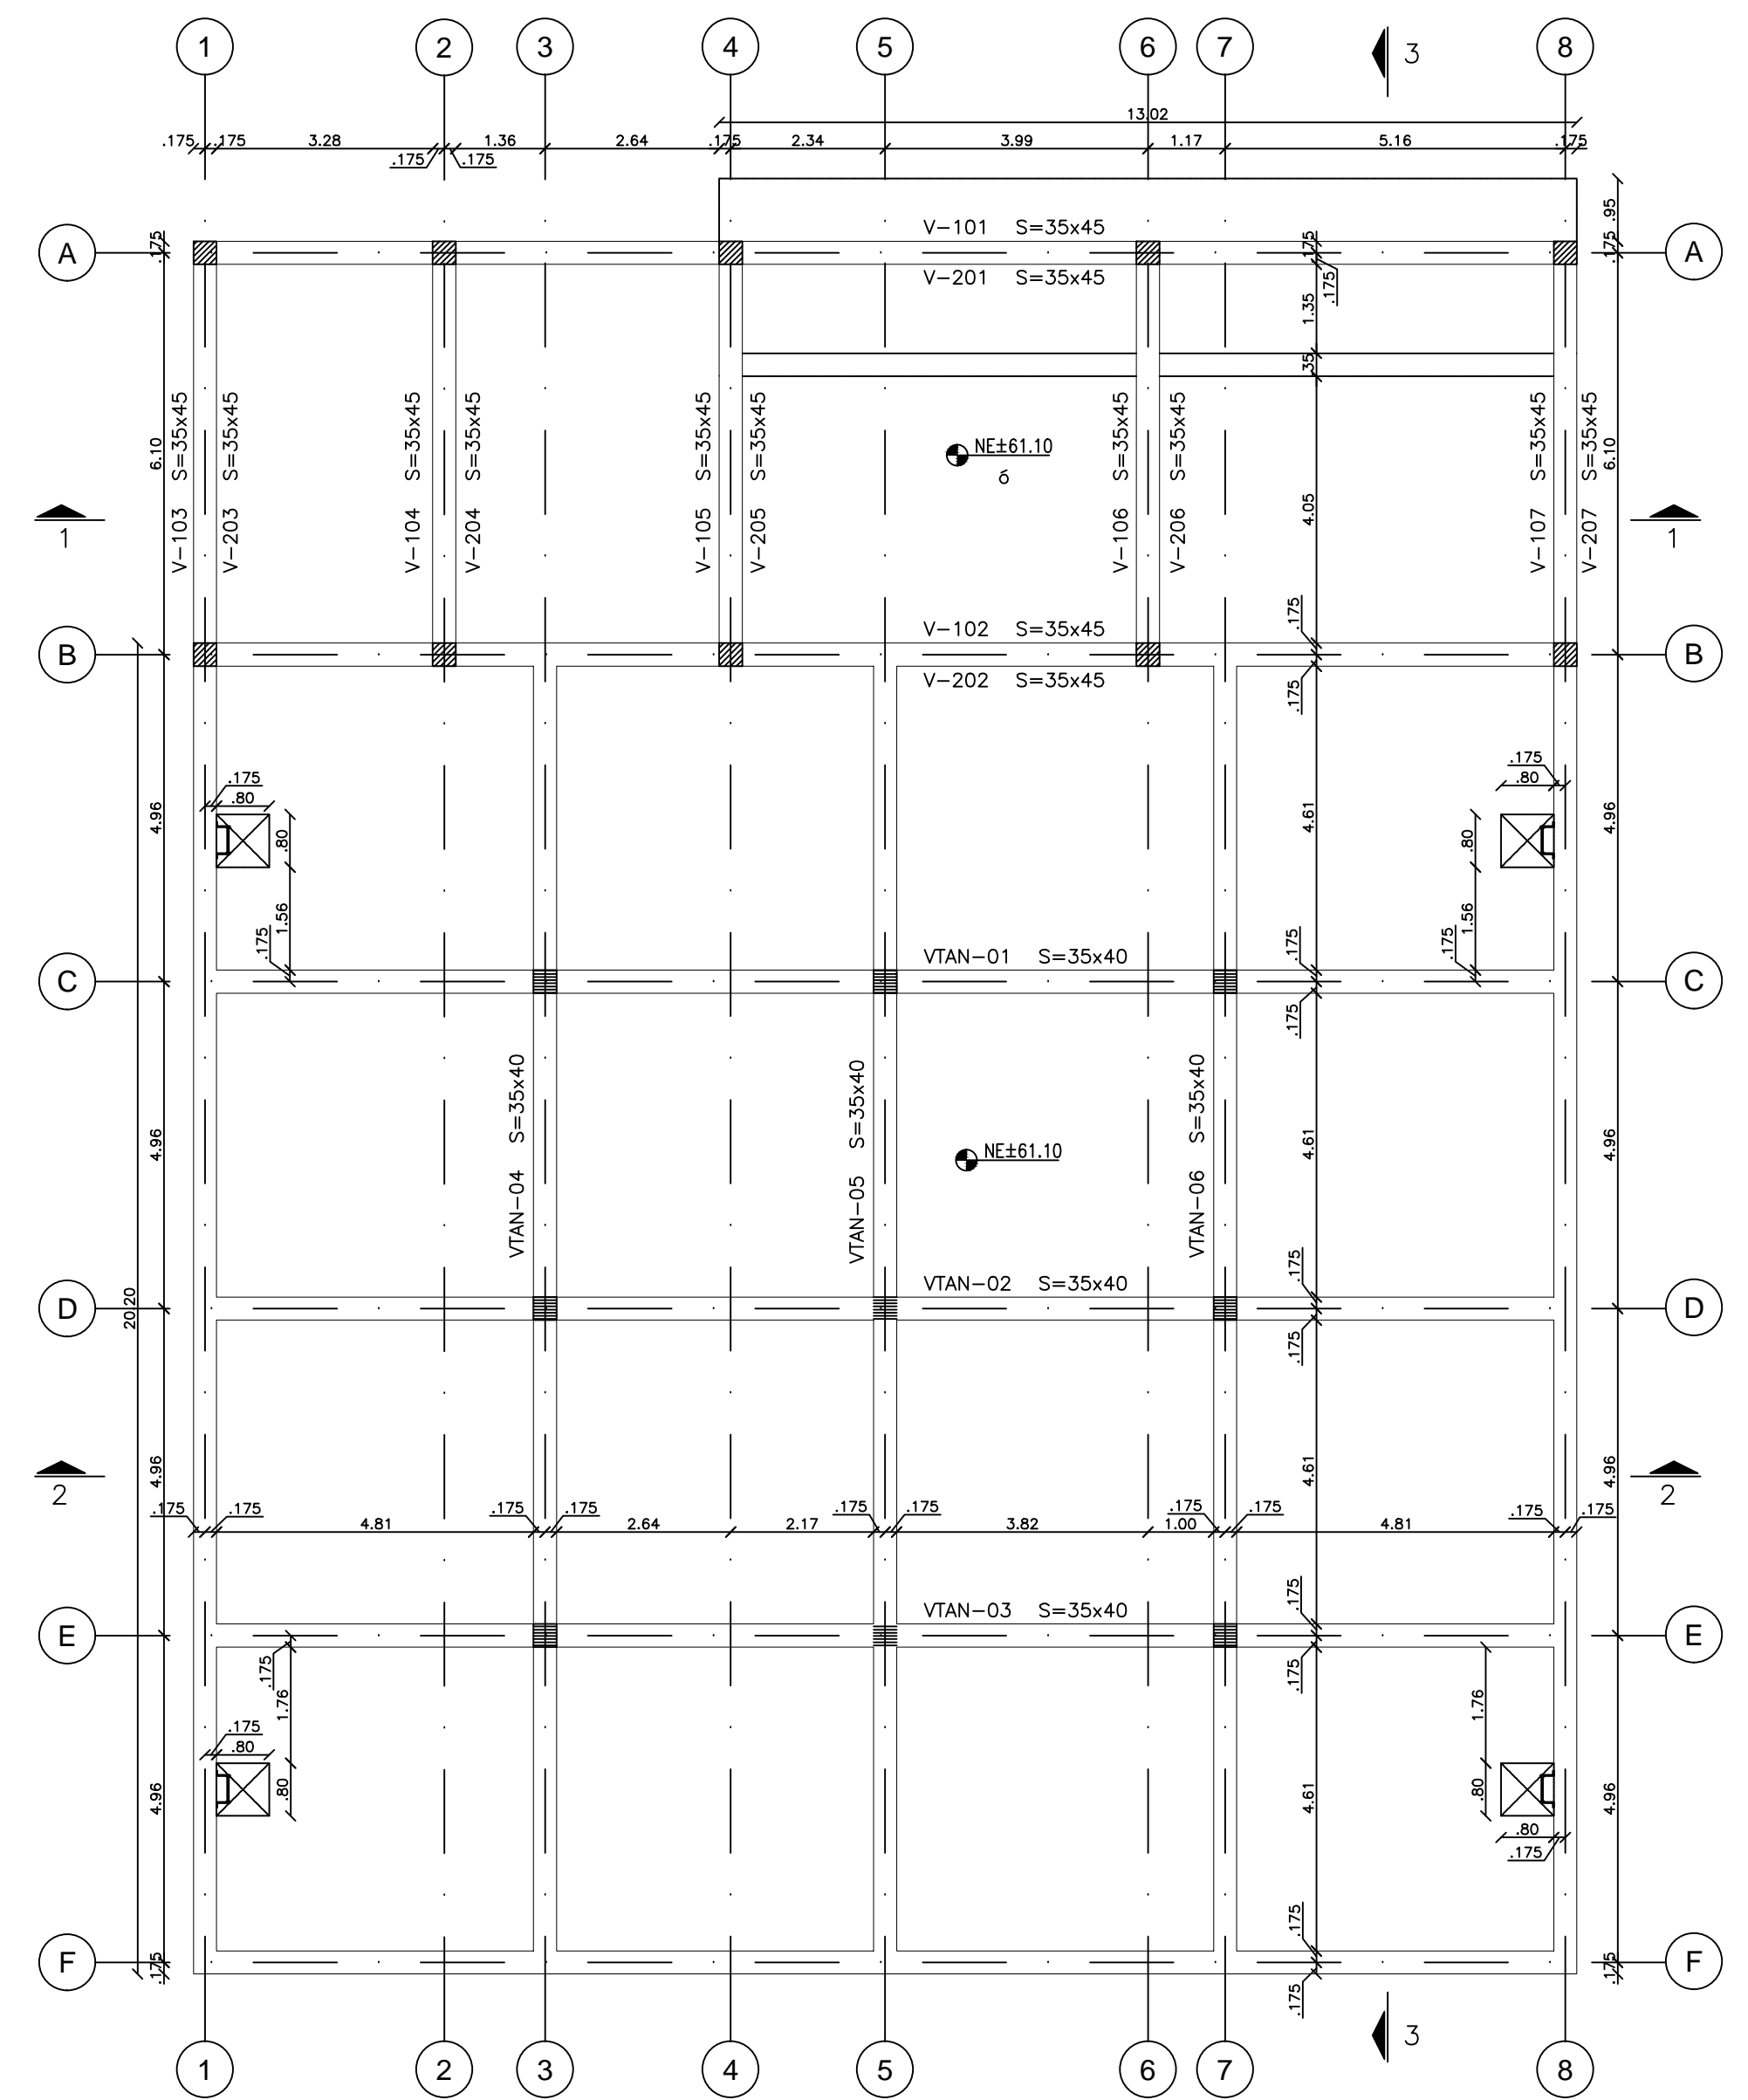 1 2 3 4 5 6 7 8
3
13.02
.175 .175 3.28 1.36 2.64 .175 2.34 3.99 1.17 5.16 .175
.175 .175
.95
V-101 S=35x45
A .175 .175 .175 A
V-201 S=35x45
.175
1.35
.35
6.10
V-103 S=35x45
V-203 S=35x45
V-104 S=35x45
V-204 S=35x45
V-105 S=35x45
V-205 S=35x45
V-106 S=35x45
V-206 S=35x45
V-107 S=35x45
V-207 S=35x45
6.10
NE±61.10
ó
4.05
1 1
.175
V-102 S=35x45
B B
V-202 S=35x45
.175
.175 .175
.80 .80
4.96 .80 4.61 .80 4.96
1.56 1.56
.175 .175 .175
VTAN-01 S=35x40
C C
.175
VTAN-04 S=35x40
VTAN-05 S=35x40
VTAN-06 S=35x40
4.96 4.61 4.96
NE±61.10
.175
VTAN-02 S=35x40
D D
20.20
.175
4.96 4.61 4.96
2 2
.175 .175 .175 .175 .175 .175 .175 .175 .175 .175
4.81 2.64 2.17 3.82 1.00 4.81
.175
VTAN-03 S=35x40
E E
.175 .175
1.76 1.76
.175
.80
4.96 .80 4.61 .80 4.96
.80
.175
.175
F .175 .175 F
.175
3
1 2 3 4 5 6 7 8